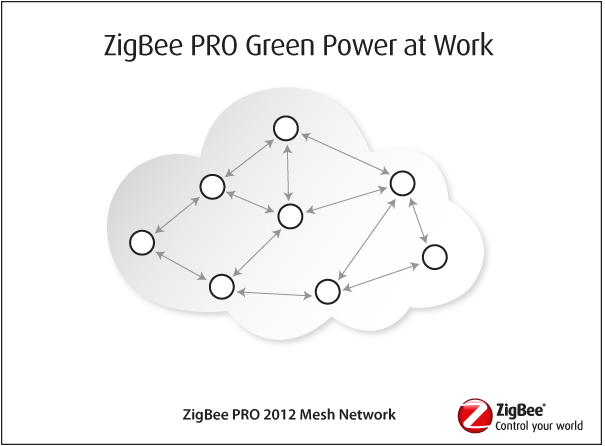 ZigBee PRO Green Power at Work
ZigBee PRO 2012 Mesh Network
ZigBee®
Control your world